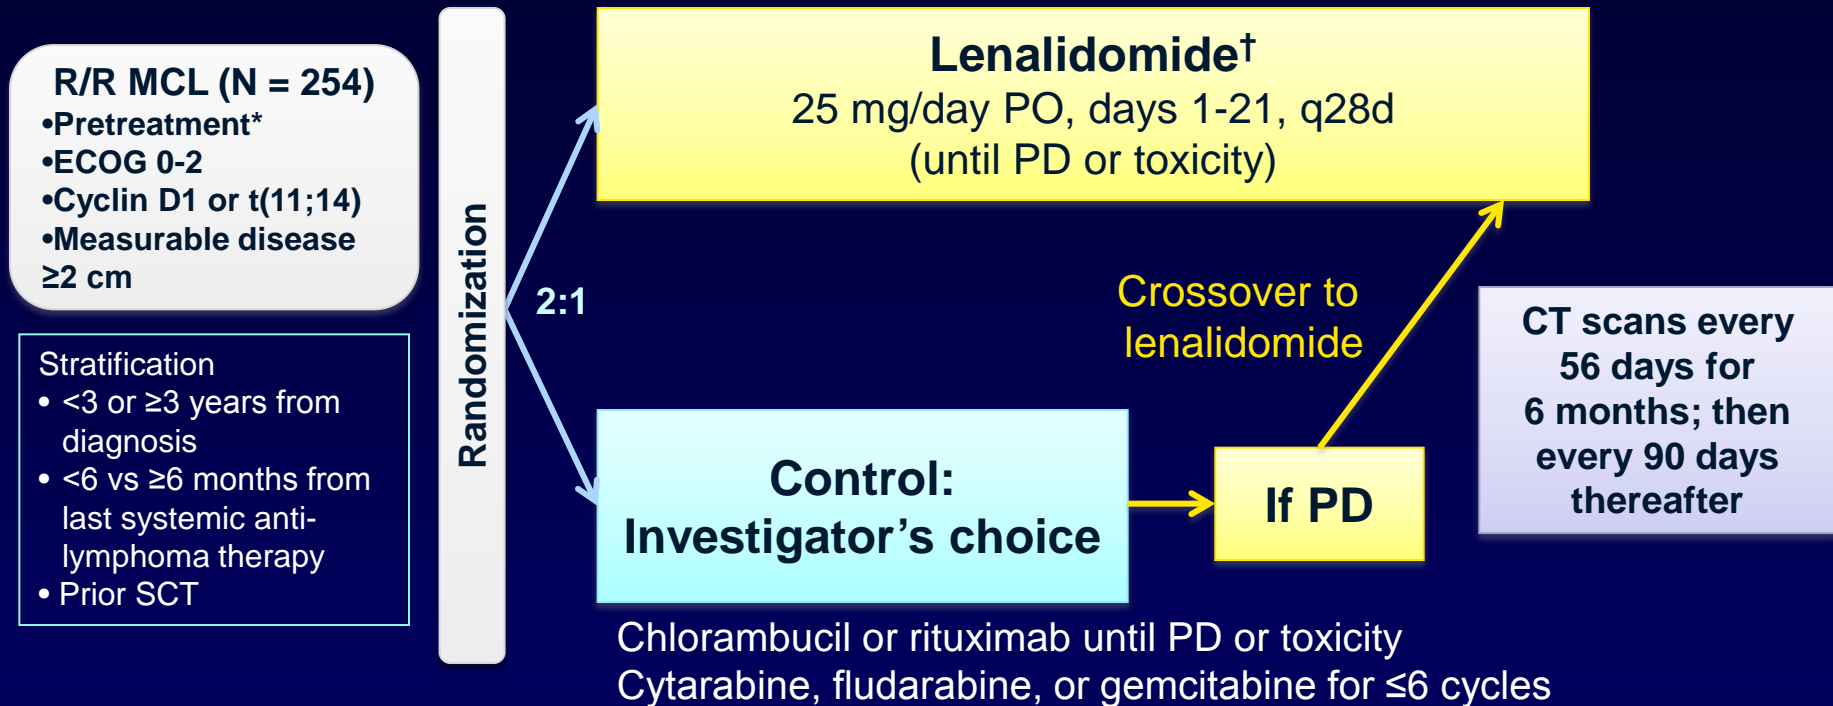 R/R MCL (N = 254)
•Pretreatment*
•ECOG 0-2
•Cyclin D1 or t(11;14)
•Measurable disease
≥2 cm
Stratification
• <3 or ≥3 years from
diagnosis
• <6 vs ≥6 months from
last systemic anti-
lymphoma therapy
• Prior SCT
Randomization
2:1
Lenalidomide†
25 mg/day PO, days 1-21, q28d
(until PD or toxicity)
Crossover to
lenalidomide
Control:
Investigator’s choice
If PD
CT scans every
56 days for
6 months; then
every 90 days
thereafter
Chlorambucil or rituximab until PD or toxicity
Cytarabine, fludarabine, or gemcitabine for ≤6 cycles